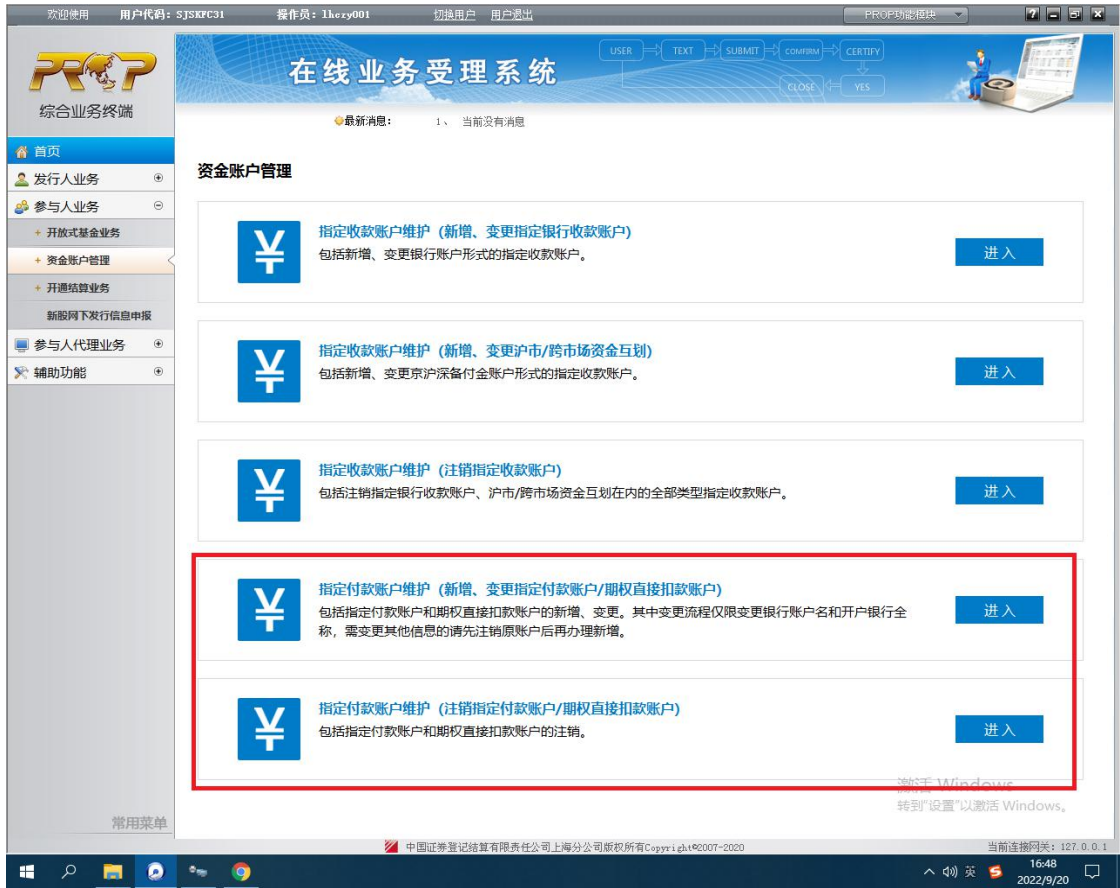 欢迎使用 用户代码: SJSKFC31 操作员: lhczy001 切换用户 用户退出 PROP功能模块
PROP
综合业务终端
在线业务受理系统
USER TEXT SUBMIT CONFIRM CERTIFY
CLOSE YES
最新消息: 1、 当前没有消息
首页
发行人业务
参与人业务
开放式基金业务
资金账户管理
开通结算业务
新股网下发行信息申报
参与人代理业务
辅助功能
常用菜单
资金账户管理
指定收款账户维护（新增、变更指定银行收款账户)
包括新增、变更银行账户形式的指定收款账户。
进入
指定收款账户维护（新增、变更沪市/跨市场资金互划)
包括新增、变更京沪深备付金账户形式的指定收款账户。
进入
指定收款账户维护（注销指定收款账户)
包括注销指定银行收款账户、沪市/跨市场资金互划在内的全部类型指定收款账户。
进入
指定付款账户维护（新增、变更指定付款账户/期权直接扣款账户)
包括指定付款账户和期权直接扣款账户的新增、变更。其中变更流程仅限变更银行账户名和开户银行全
称，需变更其他信息的请先注销原账户后再办理新增。
进入
指定付款账户维护（注销指定付款账户/期权直接扣款账户)
包括指定付款账户和期权直接扣款账户的注销。
进入
激活 Windows
转到"设置"以激活 Windows。
中国证券登记结算有限责任公司上海分公司版权所有Copyright©2007-2020
当前连接网关: 127.0.0.1
英
16:48
2022/9/20